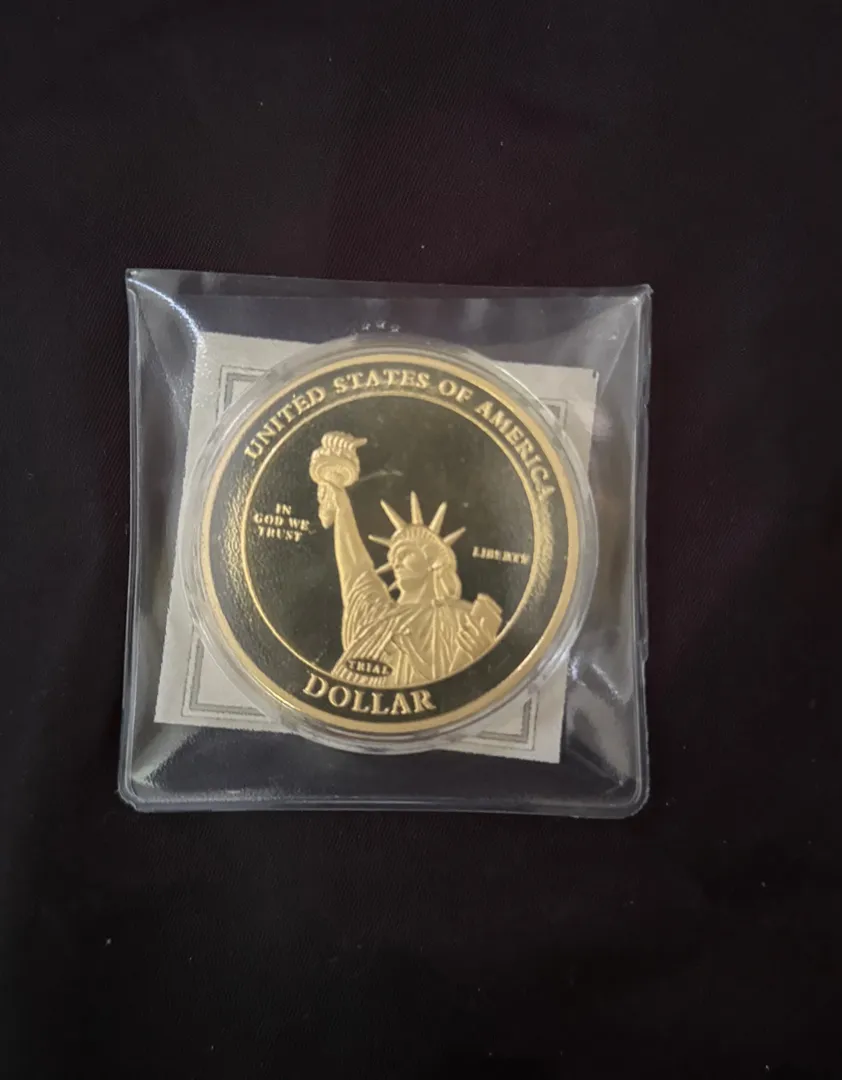 UNITED STATES OF AMERICA
IN
GOD WE
TRUST
LIBERTY
TRIAL
DOLLAR